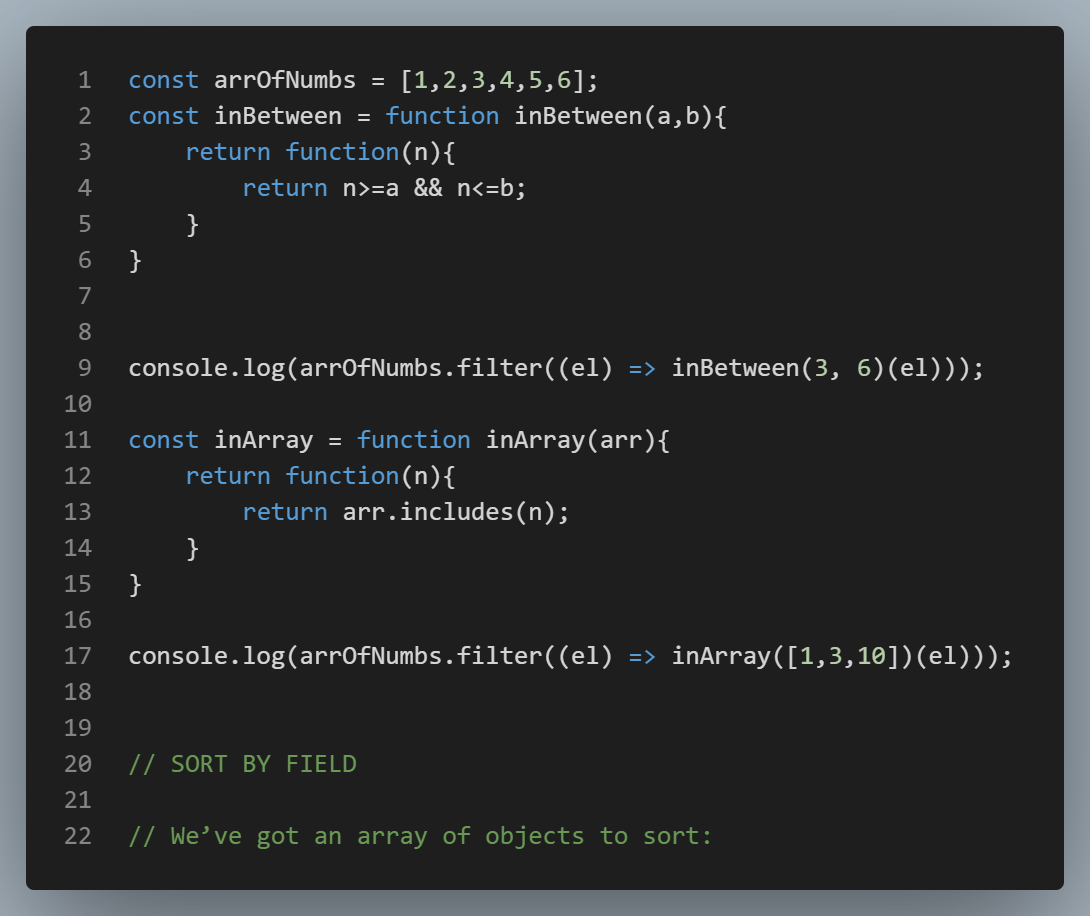 1 const arrOfNumbs = [1,2,3,4,5,6];
2 const inBetween = function inBetween(a,b){
3     return function(n){
4         return n>=a && n<=b;
5     }
6 }
7
8
9 console.log(arrOfNumbs.filter((el) => inBetween(3, 6)(el)));
10
11 const inArray = function inArray(arr){
12     return function(n){
13         return arr.includes(n);
14     }
15 }
16
17 console.log(arrOfNumbs.filter((el) => inArray([1,3,10])(el)));
18
19
20 // SORT BY FIELD
21
22 // We’ve got an array of objects to sort: